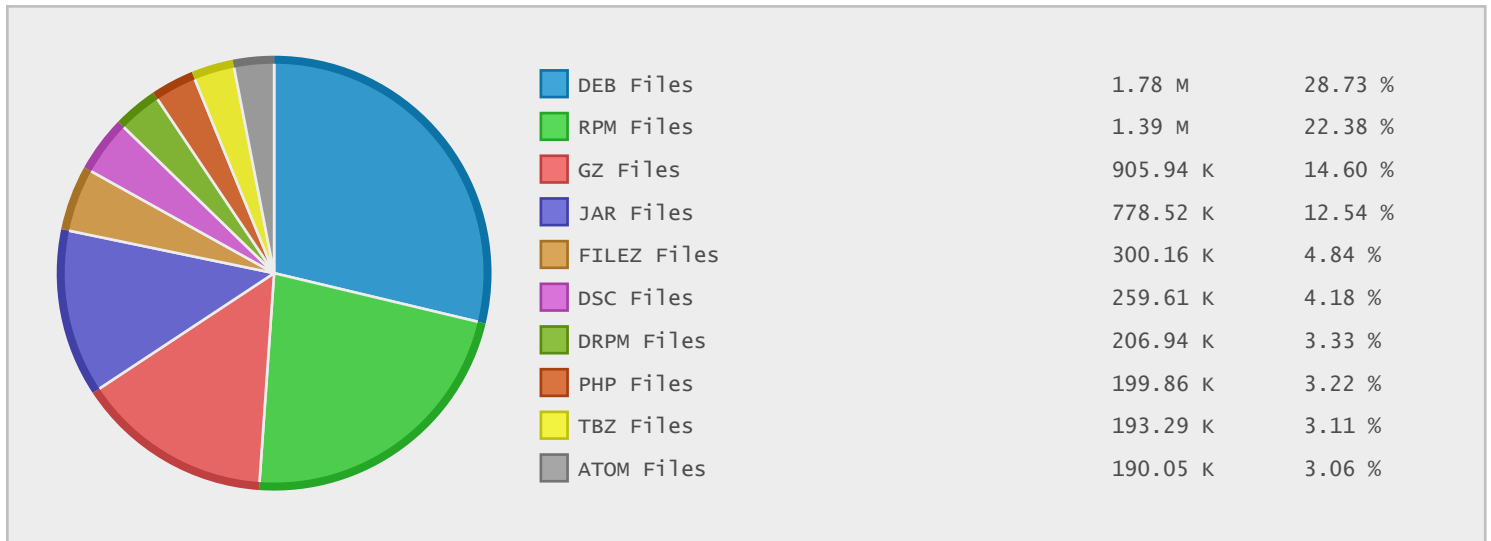 DEB Files 1.78 M 28.73 %
RPM Files 1.39 M 22.38 %
GZ Files 905.94 K 14.60 %
JAR Files 778.52 K 12.54 %
FILEZ Files 300.16 K 4.84 %
DSC Files 259.61 K 4.18 %
DRPM Files 206.94 K 3.33 %
PHP Files 199.86 K 3.22 %
TBZ Files 193.29 K 3.11 %
ATOM Files 190.05 K 3.06 %